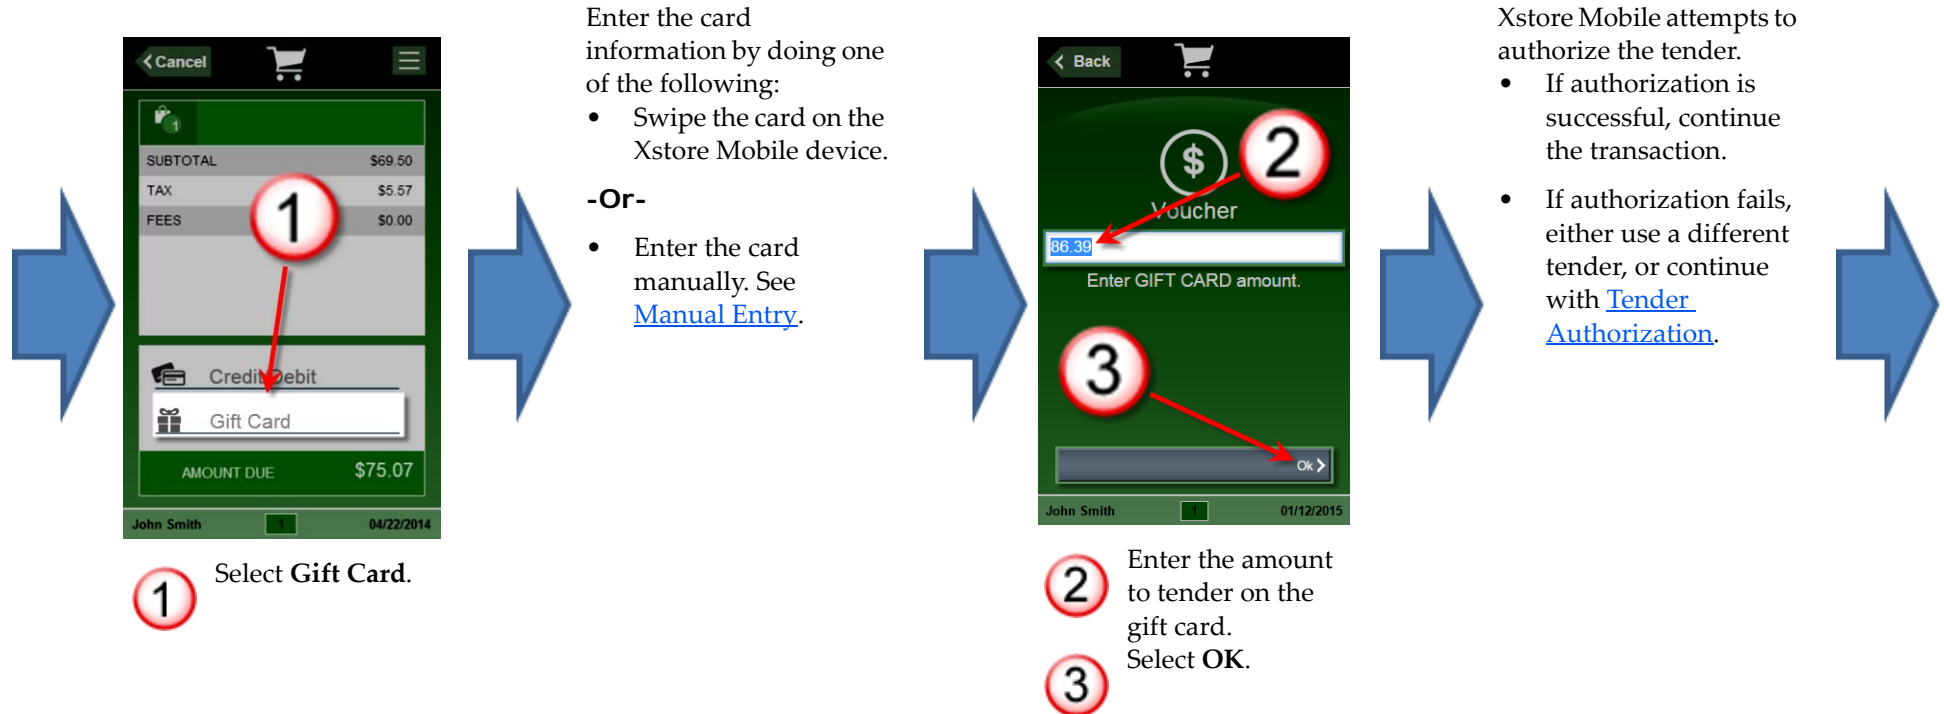 Cancel
1
SUBTOTAL $69.50
TAX $5.57
FEES $0.00
1
Credit/Debit
Gift Card
AMOUNT DUE $75.07
John Smith 1 04/22/2014
1
Select Gift Card.
Enter the card
information by doing one
of the following:
• Swipe the card on the
Xstore Mobile device.
-Or-
• Enter the card
manually. See
Manual Entry.
Back
$
2
Voucher
86.39
Enter GIFT CARD amount.
3
Ok
John Smith 1 01/12/2015
2
Enter the amount
to tender on the
gift card.
3
Select OK.
Xstore Mobile attempts to
authorize the tender.
• If authorization is
successful, continue
the transaction.
• If authorization fails,
either use a different
tender, or continue
with Tender
Authorization.